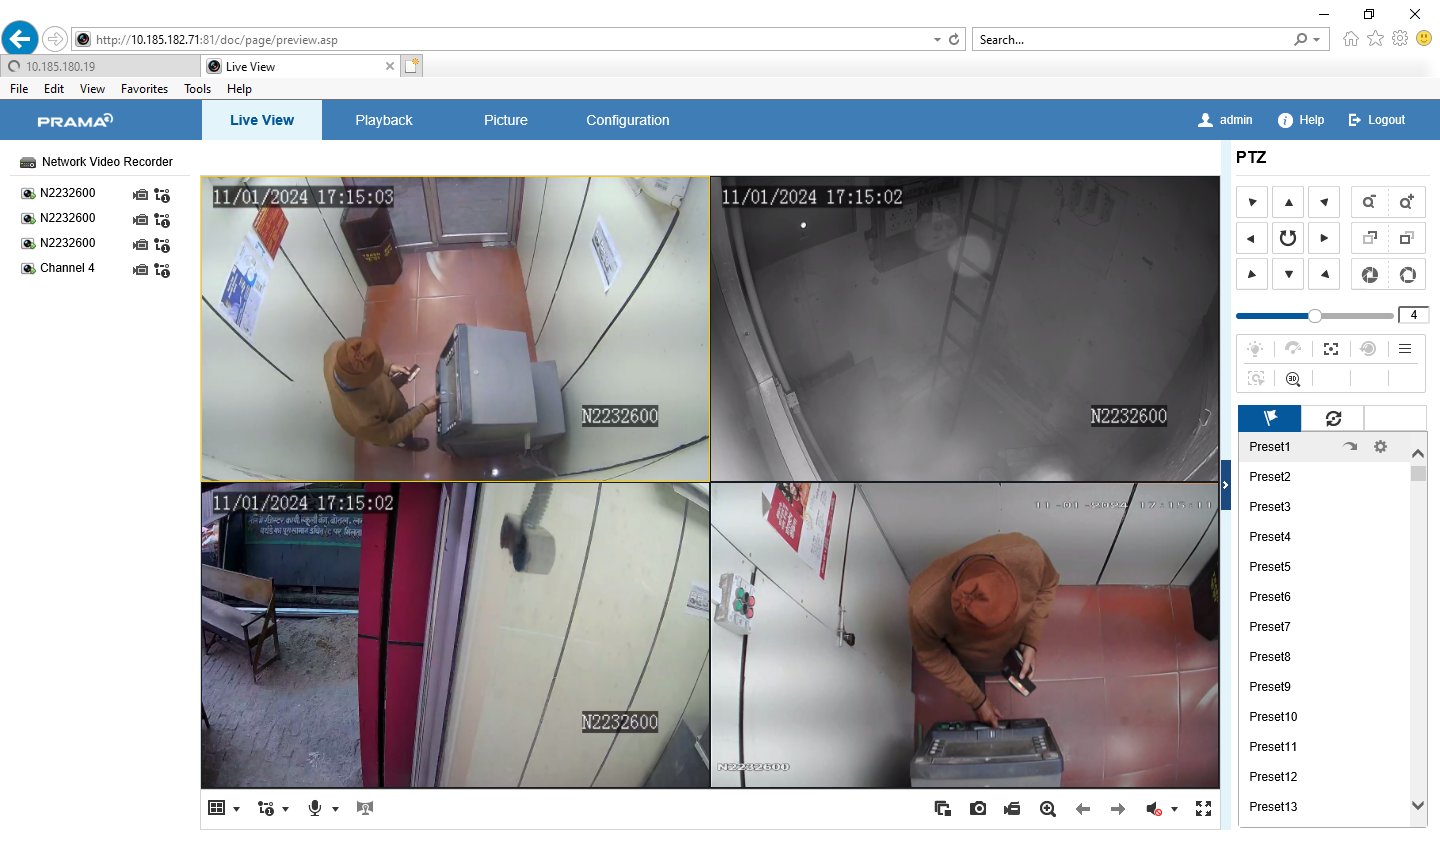 http://10.185.182.71:81/doc/page/preview.asp
Search...
10.185.180.19
Live View
File Edit View Favorites Tools Help
PRAMA
Live View
Playback
Picture
Configuration
admin
Help
Logout
Network Video Recorder
N2232600
N2232600
N2232600
Channel 4
11/01/2024 17:15:03
N2232600
11/01/2024 17:15:02
N2232600
11/01/2024 17:15:02
N2232600
11-01-2024 17:15:11
N2232600
PTZ
4
3D
Preset1
Preset2
Preset3
Preset4
Preset5
Preset6
Preset7
Preset8
Preset9
Preset10
Preset11
Preset12
Preset13